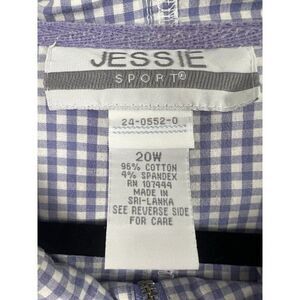 JESSIE
SPORT®
24-0552-0
20W
96% COTTON
4% SPANDEX
RN 107444
MADE IN
SRI-LANKA
SEE REVERSE SIDE
FOR CARE